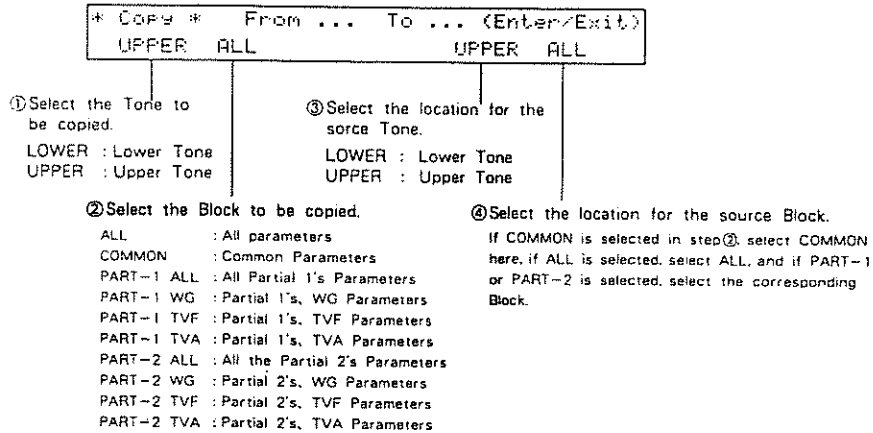 * Copy * From ... To ... (Enter/Exit)
UPPER ALL UPPER ALL
①Select the Tone to
be copied.
LOWER : Lower Tone
UPPER : Upper Tone
③Select the location for the
sorce Tone.
LOWER : Lower Tone
UPPER : Upper Tone
②Select the Block to be copied.
ALL : All parameters
COMMON : Common Parameters
PART-1 ALL : All Partial 1's Parameters
PART-1 WG : Partial 1's, WG Parameters
PART-1 TVF : Partial 1's, TVF Parameters
PART-1 TVA : Partial 1's, TVA Parameters
PART-2 ALL : All the Partial 2's Parameters
PART-2 WG : Partial 2's, WG Parameters
PART-2 TVF : Partial 2's, TVF Parameters
PART-2 TVA : Partial 2's, TVA Parameters
④Select the location for the source Block.
If COMMON is selected in step②, select COMMON
here, if ALL is selected, select ALL, and if PART-1
or PART-2 is selected, select the corresponding
Block.